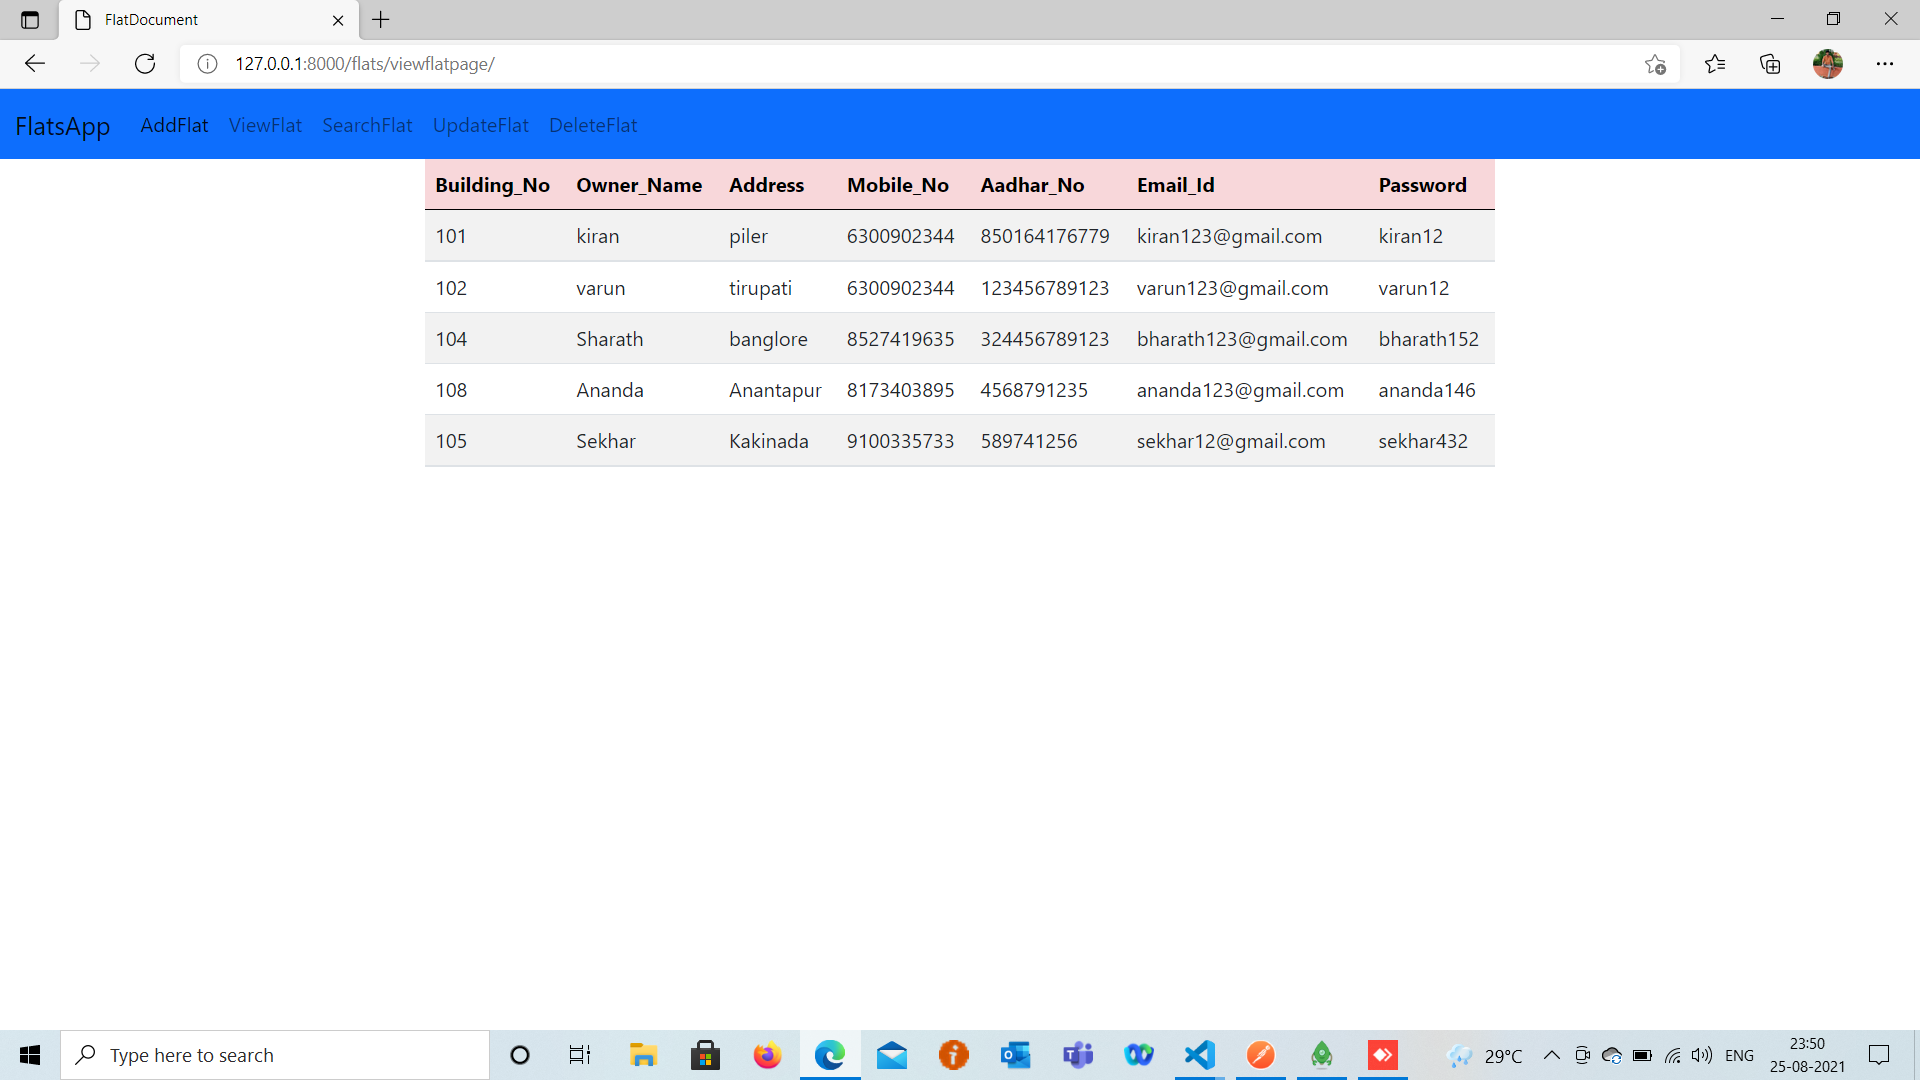 FlatDocument
127.0.0.1:8000/flats/viewflatpage/
FlatsApp AddFlat ViewFlat SearchFlat UpdateFlat DeleteFlat
Building_No Owner_Name Address Mobile_No Aadhar_No Email_Id Password
101 kiran piler 6300902344 850164176779 kiran123@gmail.com kiran12
102 varun tirupati 6300902344 123456789123 varun123@gmail.com varun12
104 Sharath banglore 8527419635 324456789123 bharath123@gmail.com bharath152
108 Ananda Anantapur 8173403895 4568791235 ananda123@gmail.com ananda146
105 Sekhar Kakinada 9100335733 589741256 sekhar12@gmail.com sekhar432
Type here to search
29°C
ENG
23:50
25-08-2021